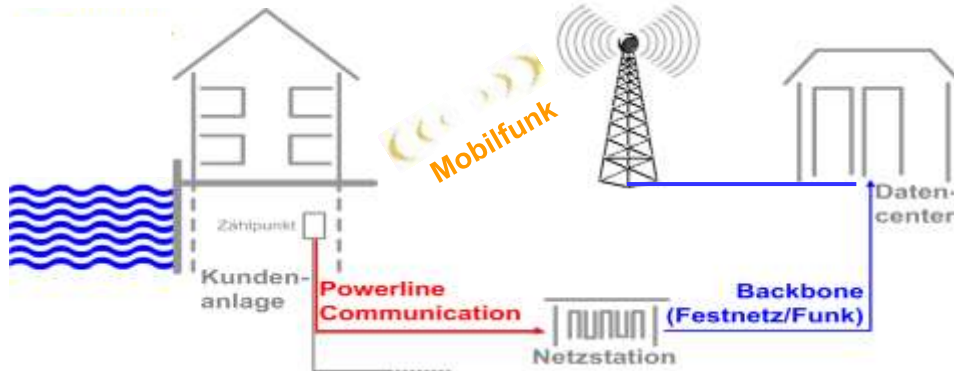 Mobilfunk
Zählpunkt
Kunden-
anlage
Powerline
Communication
Netzstation
Backbone
(Festnetz/Funk)
Daten-
center